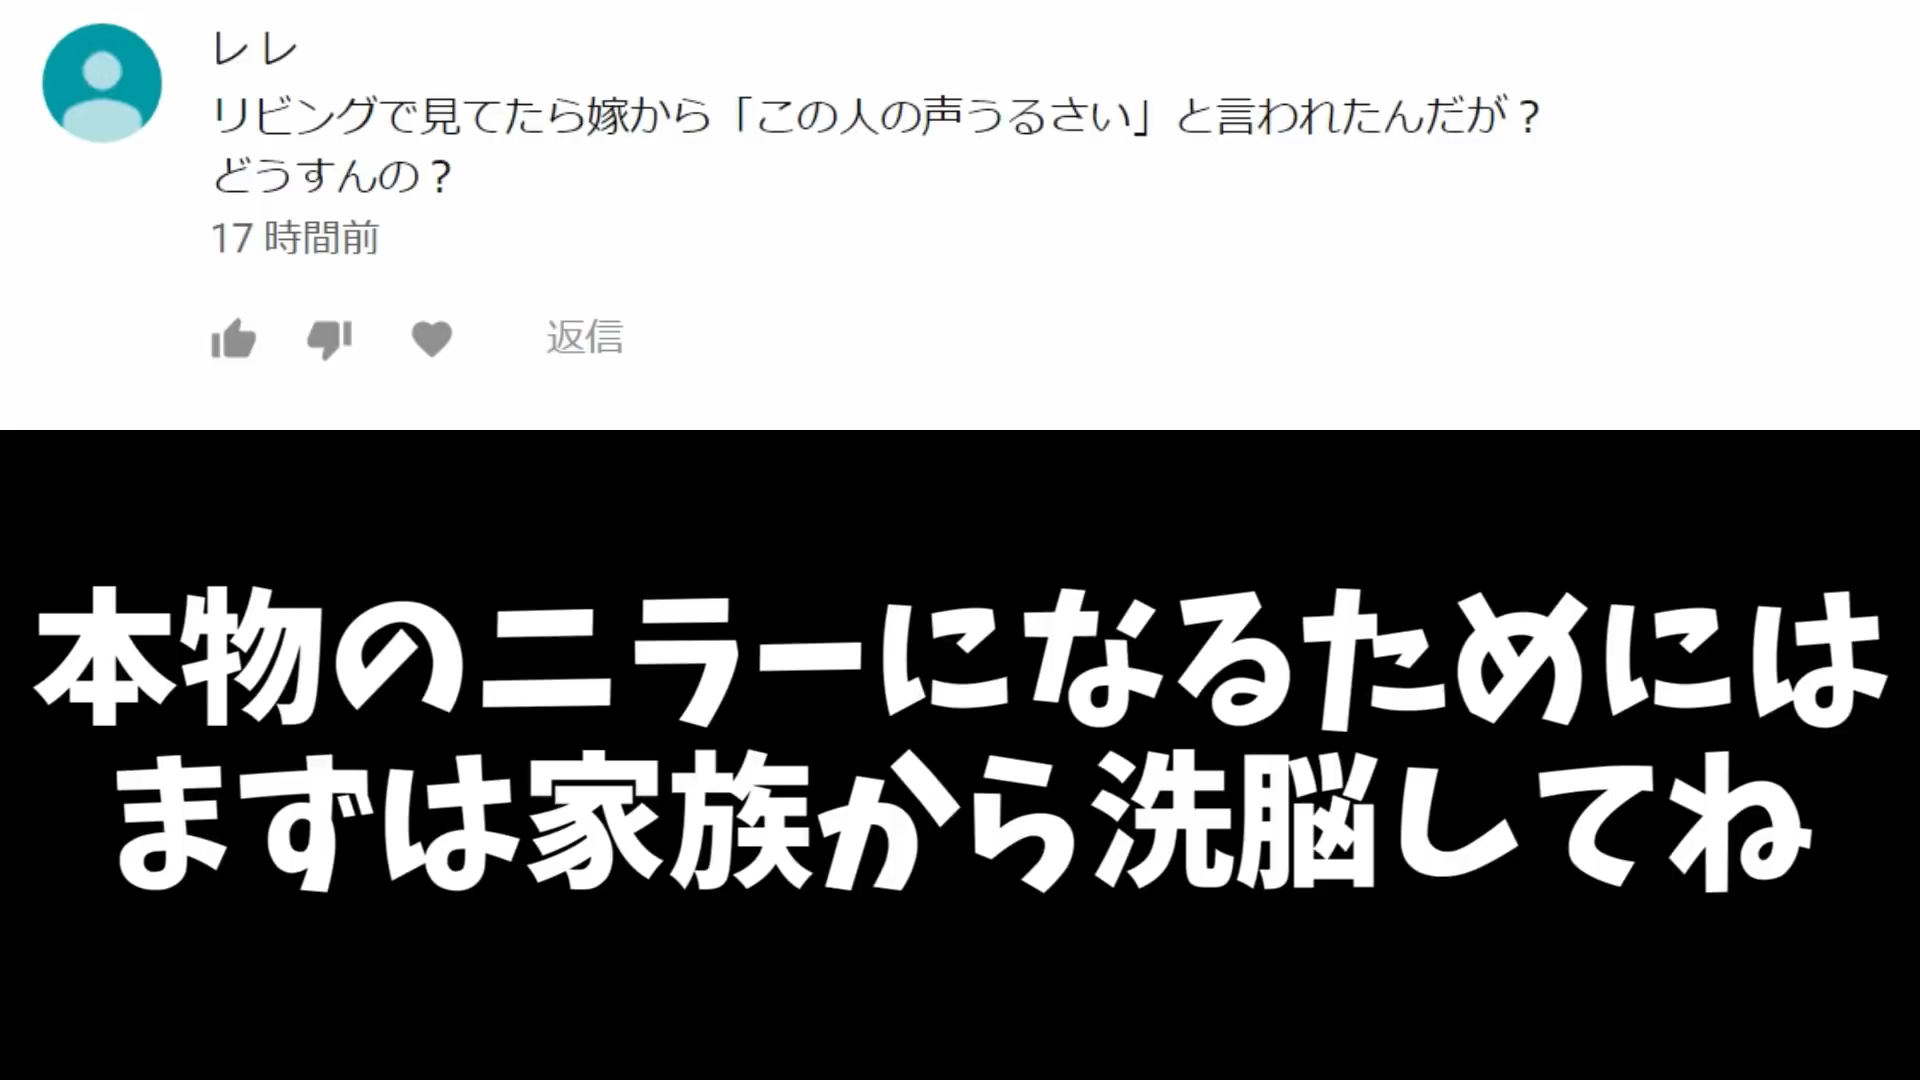 レレ
リビングで見てたら嫁から「この人の声うるさい」と言われたんだが？
どうすんの？
17 時間前
返信
本物のニラーになるためには
まずは家族から洗脳してね